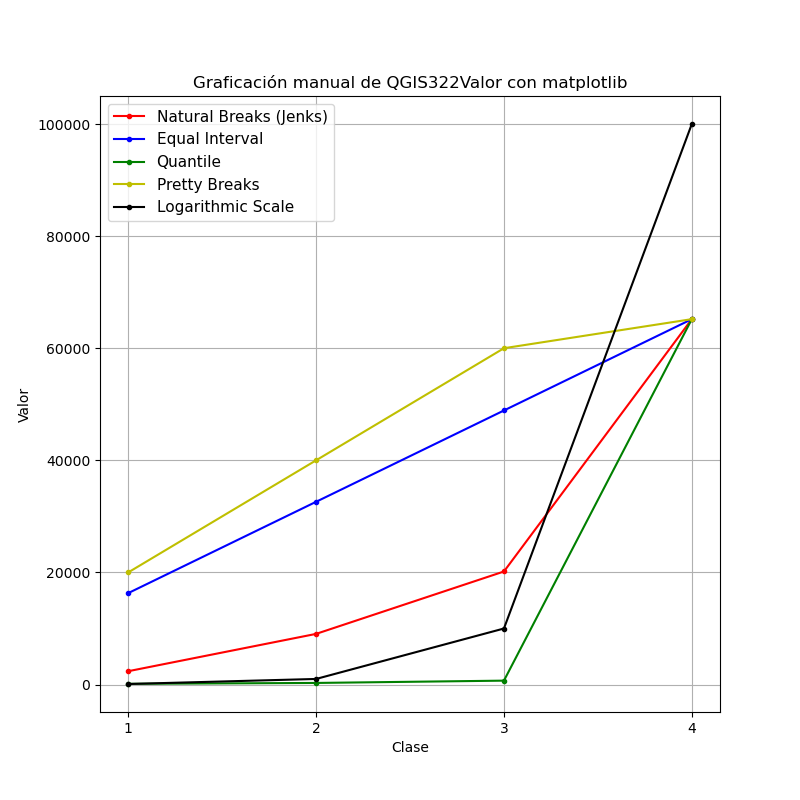 Graficación manual de QGIS322Valor con matplotlib
Natural Breaks (Jenks)
Equal Interval
Quantile
Pretty Breaks
Logarithmic Scale
100000
80000
60000
40000
20000
0
Valor
1 2 3 4
Clase